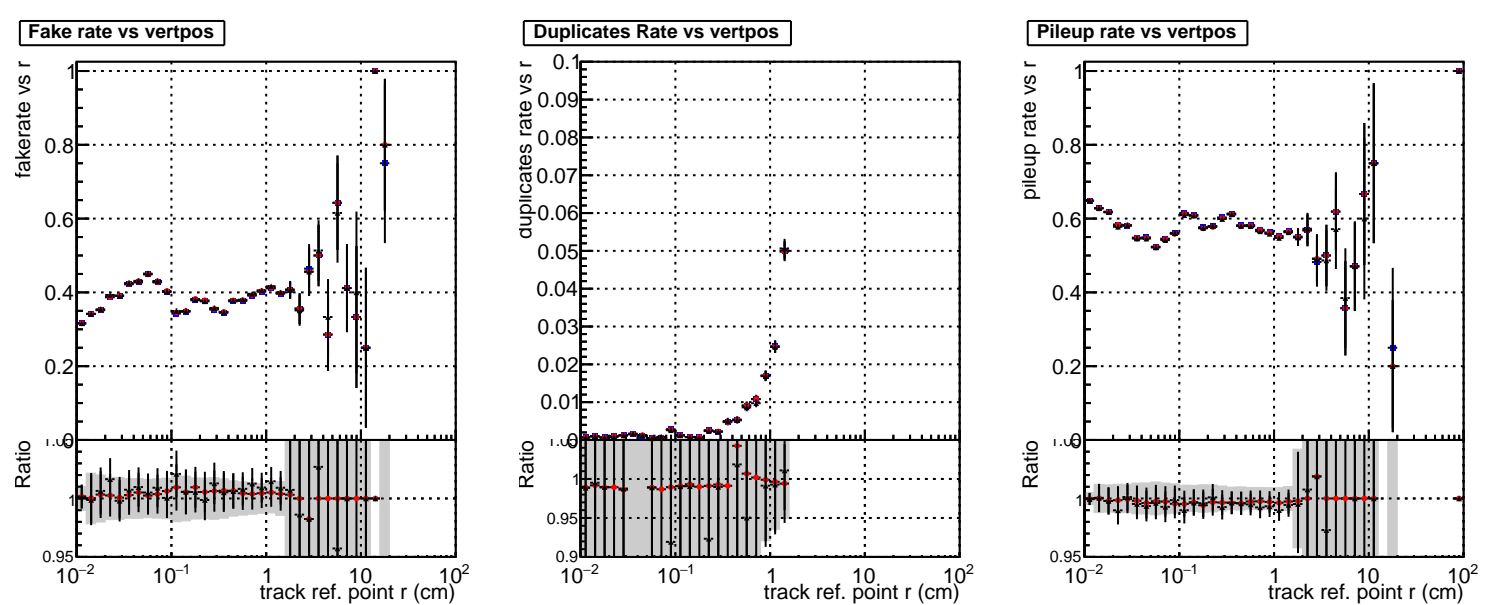 Fake rate vs vertpos
fakerate vs r
1
0.8
0.6
0.4
0.2
0
Ratio
1
0.95
10⁻² 10⁻¹ 1 10 10²
track ref. point r (cm)
Duplicates Rate vs vertpos
duplicates rate vs r
0.1
0.09
0.08
0.07
0.06
0.05
0.04
0.03
0.02
0.01
Ratio
1
0.95
0.9
10⁻² 10⁻¹ 1 10 10²
track ref. point r (cm)
Pileup rate vs vertpos
pileup rate vs r
1
0.8
0.6
0.4
0.2
Ratio
1
0.95
10⁻² 10⁻¹ 1 10 10²
track ref. point r (cm)